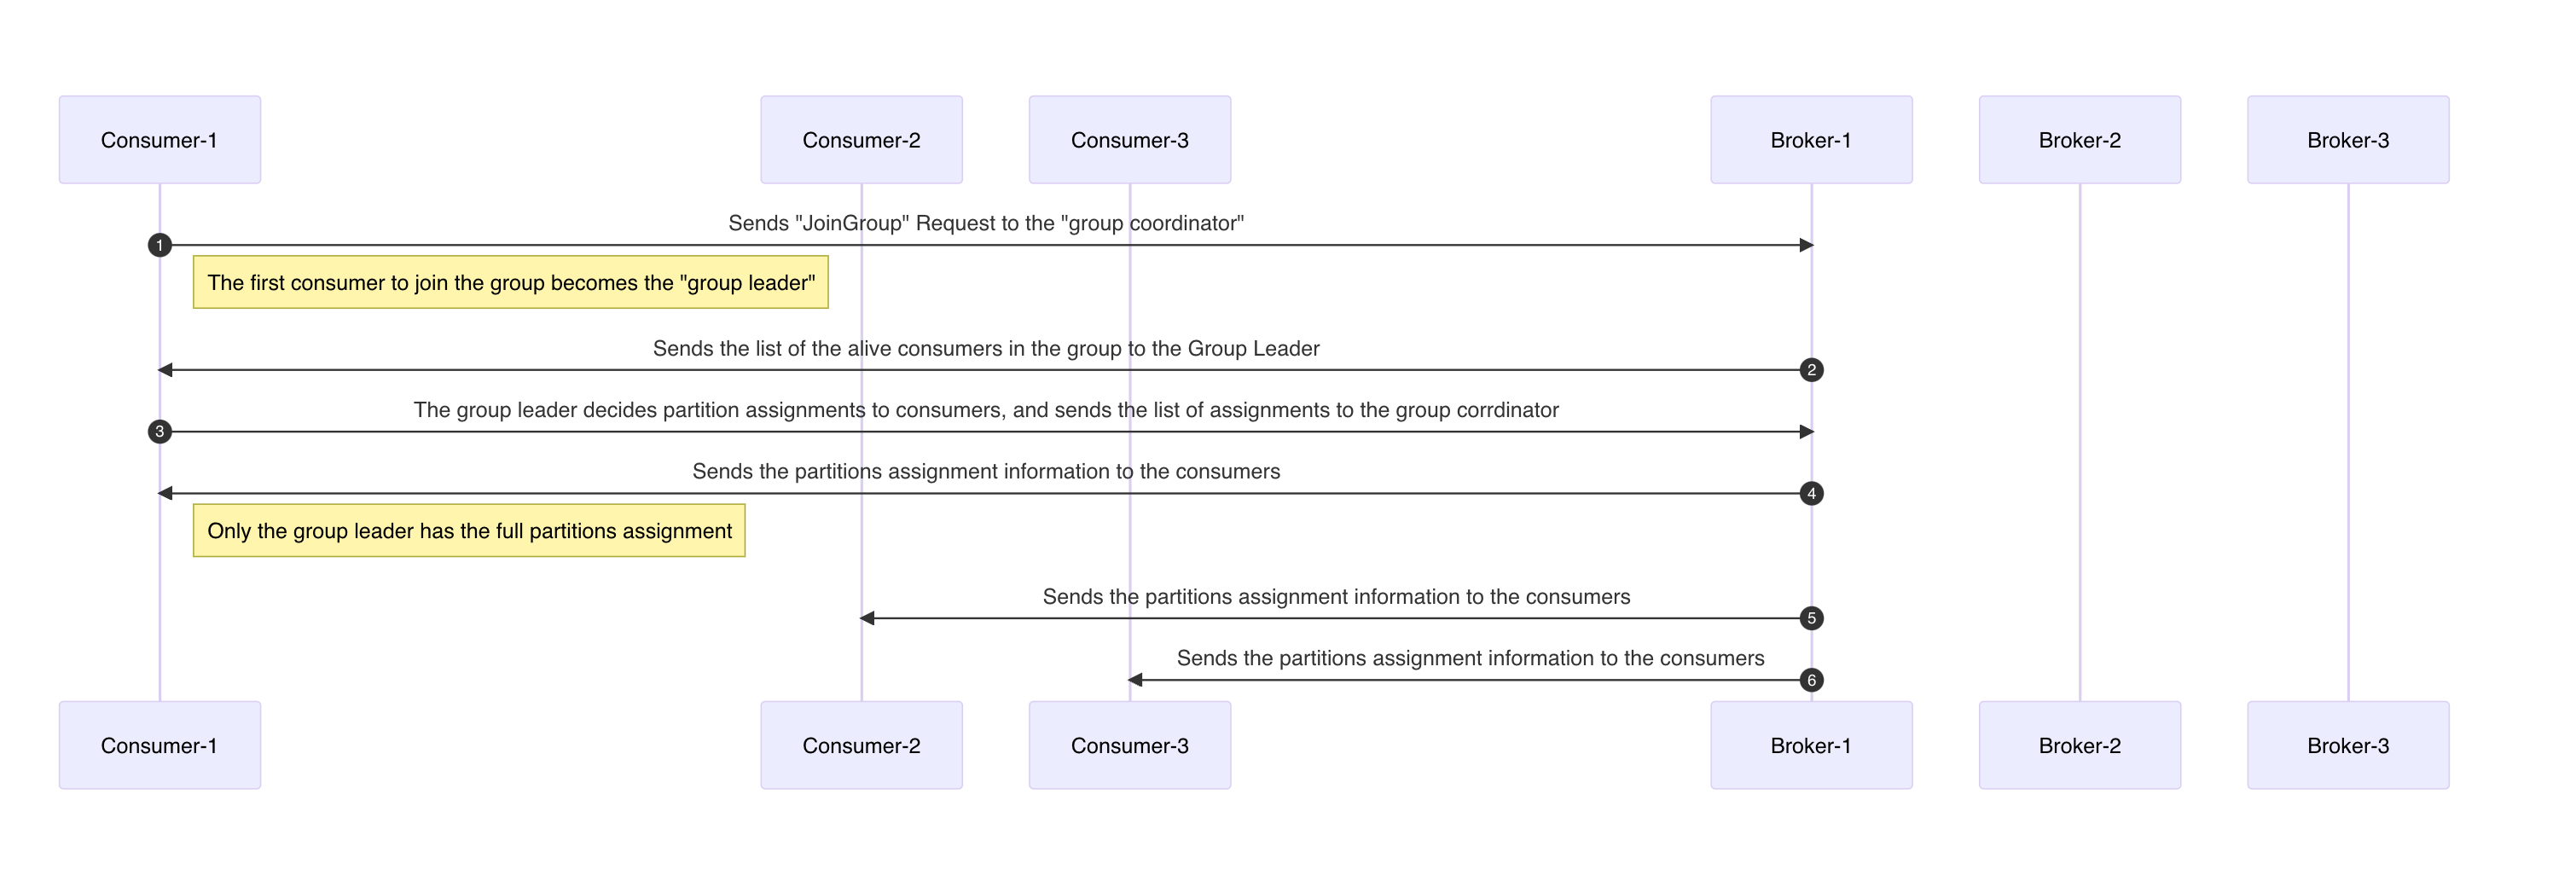 Consumer-1
Consumer-2
Consumer-3
Broker-1
Broker-2
Broker-3
Sends "JoinGroup" Request to the "group coordinator"
1
The first consumer to join the group becomes the "group leader"
Sends the list of the alive consumers in the group to the Group Leader
2
The group leader decides partition assignments to consumers, and sends the list of assignments to the group corrdinator
3
Sends the partitions assignment information to the consumers
4
Only the group leader has the full partitions assignment
Sends the partitions assignment information to the consumers
5
Sends the partitions assignment information to the consumers
6
Consumer-1
Consumer-2
Consumer-3
Broker-1
Broker-2
Broker-3